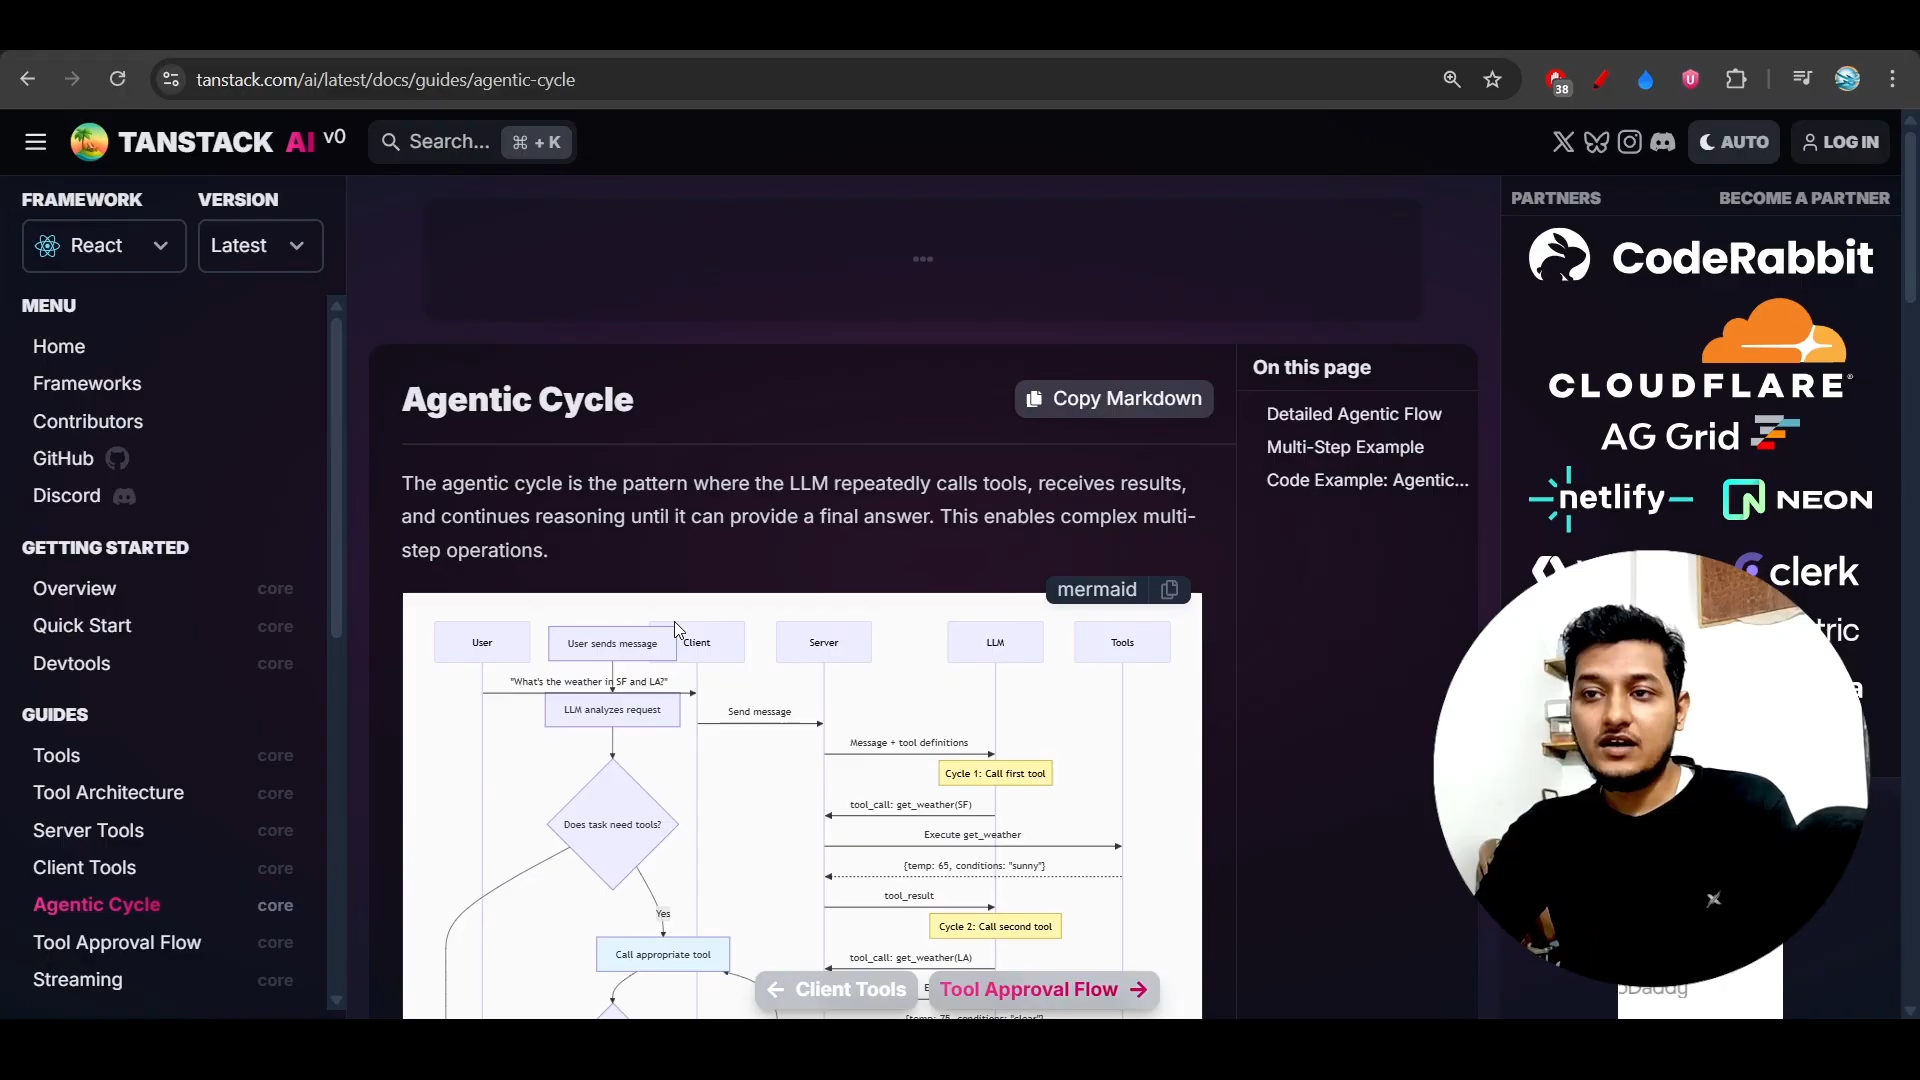 tanstack.com/ai/latest/docs/guides/agentic-cycle
38
TANSTACK AI v0
Search... ⌘ + K
AUTO
LOG IN
FRAMEWORK
VERSION
React
Latest
MENU
Home
Frameworks
Contributors
GitHub
Discord
GETTING STARTED
Overview core
Quick Start core
Devtools core
GUIDES
Tools core
Tool Architecture core
Server Tools core
Client Tools core
Agentic Cycle core
Tool Approval Flow core
Streaming core
Agentic Cycle
Copy Markdown
The agentic cycle is the pattern where the LLM repeatedly calls tools, receives results,
and continues reasoning until it can provide a final answer. This enables complex multi-
step operations.
mermaid
User
User sends message
Client
Server
LLM
Tools
"What's the weather in SF and LA?"
LLM analyzes request
Send message
Message + tool definitions
Cycle 1: Call first tool
tool_call: get_weather(SF)
Does task need tools?
Execute get_weather
{temp: 65, conditions: "sunny"}
tool_result
Yes
Cycle 2: Call second tool
Call appropriate tool
tool_call: get_weather(LA)
Client Tools
Tool Approval Flow
{temp: 75, conditions: "clear"}
On this page
Detailed Agentic Flow
Multi-Step Example
Code Example: Agentic...
PARTNERS
BECOME A PARTNER
CodeRabbit
CLOUDFLARE
AG Grid
netlify
NEON
clerk